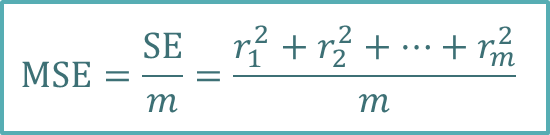 MSE = SE/m = (r₁² + r₂² + ⋯ + rₘ²)/m